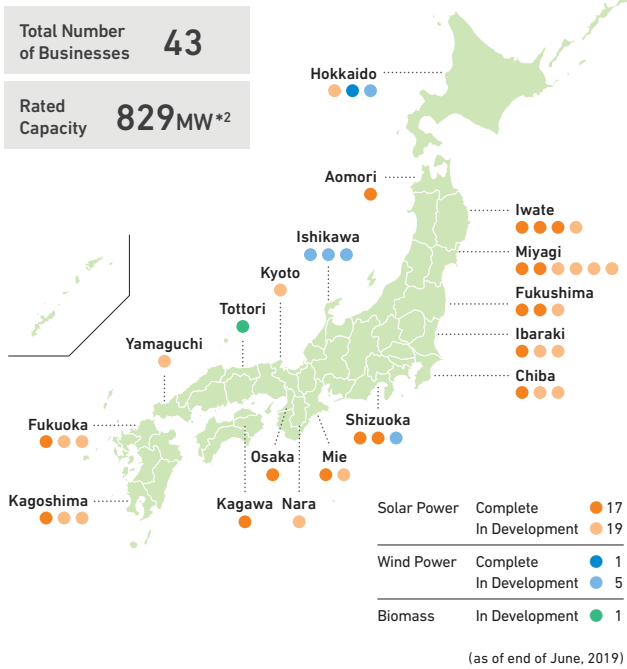 Total Number
of Businesses
43
Rated
Capacity
829MW*2
Hokkaido
Aomori
Iwate
Ishikawa
Miyagi
Kyoto
Fukushima
Tottori
Ibaraki
Yamaguchi
Chiba
Fukuoka
Shizuoka
Osaka
Mie
Kagoshima
Kagawa
Nara
Solar Power Complete 17
In Development 19
Wind Power Complete 1
In Development 5
Biomass In Development 1
(as of end of June, 2019)